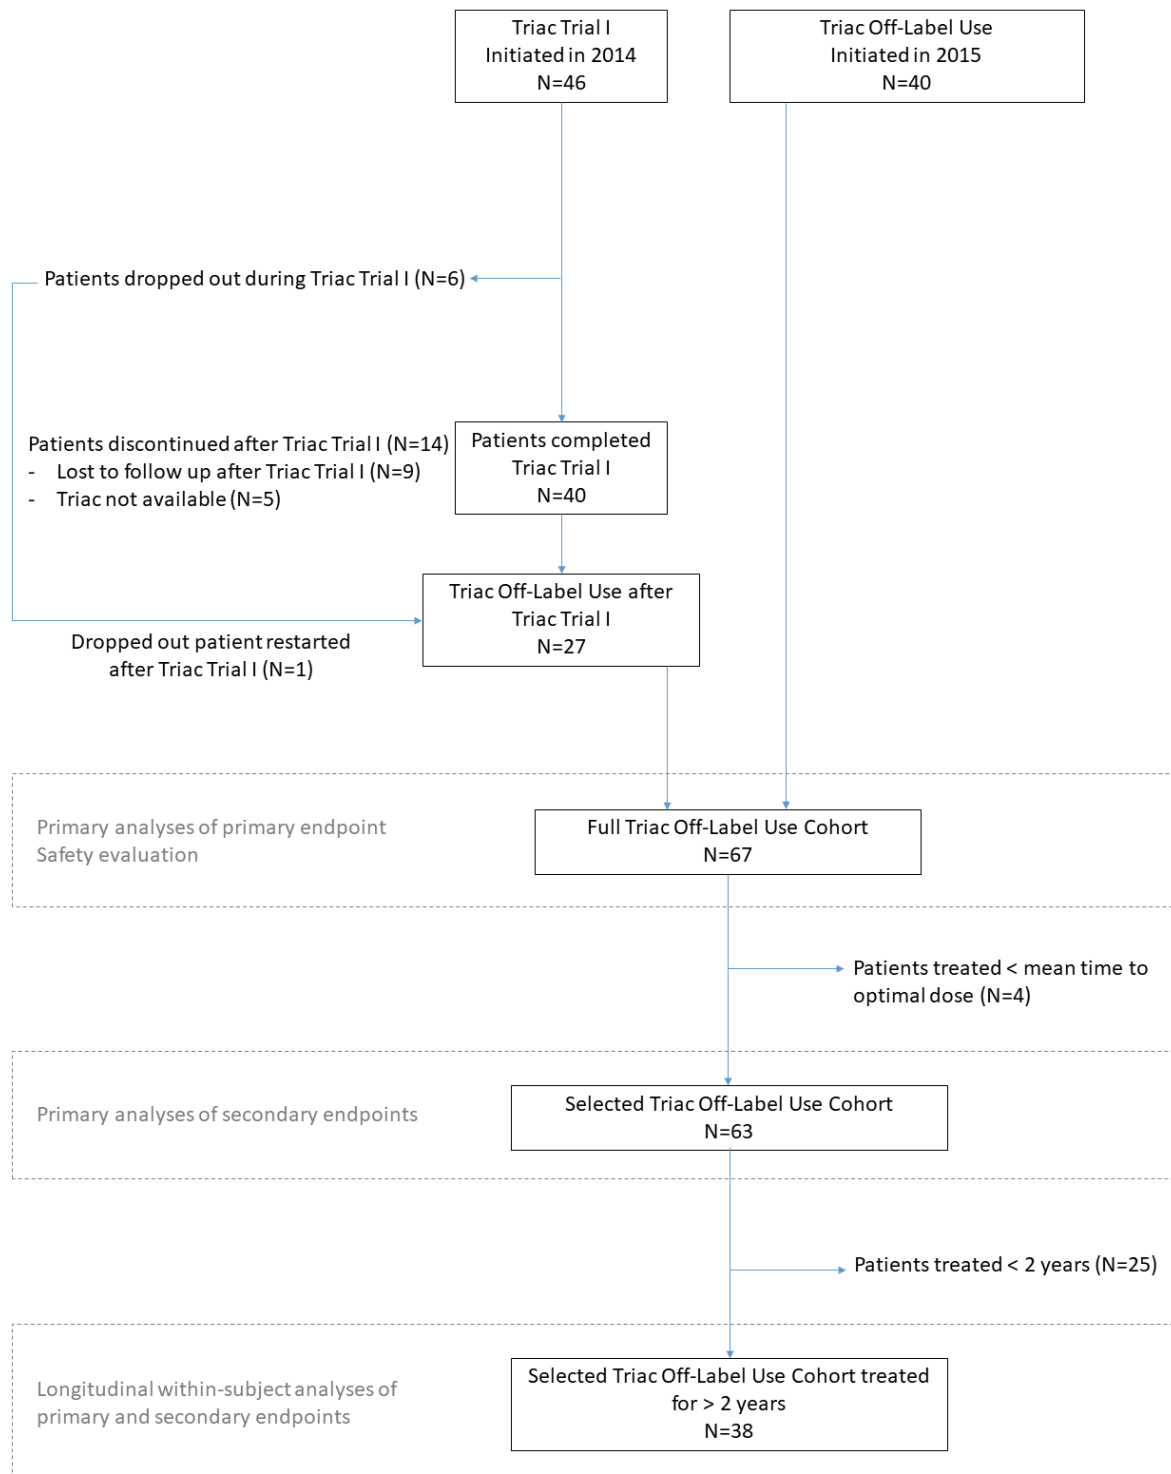 Triac Trial I
Initiated in 2014
N=46
Triac Off-Label Use
Initiated in 2015
N=40
Patients dropped out during Triac Trial I (N=6)
Patients discontinued after Triac Trial I (N=14)
- Lost to follow up after Triac Trial I (N=9)
- Triac not available (N=5)
Patients completed
Triac Trial I
N=40
Triac Off-Label Use after
Triac Trial I
N=27
Dropped out patient restarted
after Triac Trial I (N=1)
Primary analyses of primary endpoint
Safety evaluation
Full Triac Off-Label Use Cohort
N=67
Patients treated < mean time to
optimal dose (N=4)
Primary analyses of secondary endpoints
Selected Triac Off-Label Use Cohort
N=63
Patients treated < 2 years (N=25)
Longitudinal within-subject analyses of
primary and secondary endpoints
Selected Triac Off-Label Use Cohort treated
for > 2 years
N=38